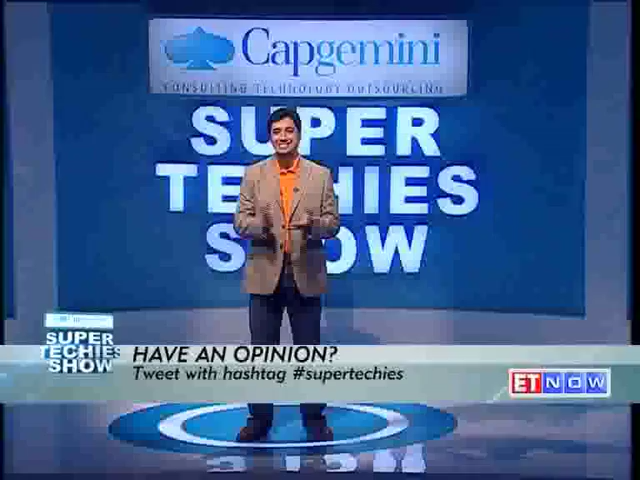 Capgemini
CONSULTING.TECHNOLOGY.OUTSOURCING
SUPER
TECHIES
SHOW
SUPER
TECHIES
SHOW
HAVE AN OPINION?
Tweet with hashtag #supertechies
ET NOW